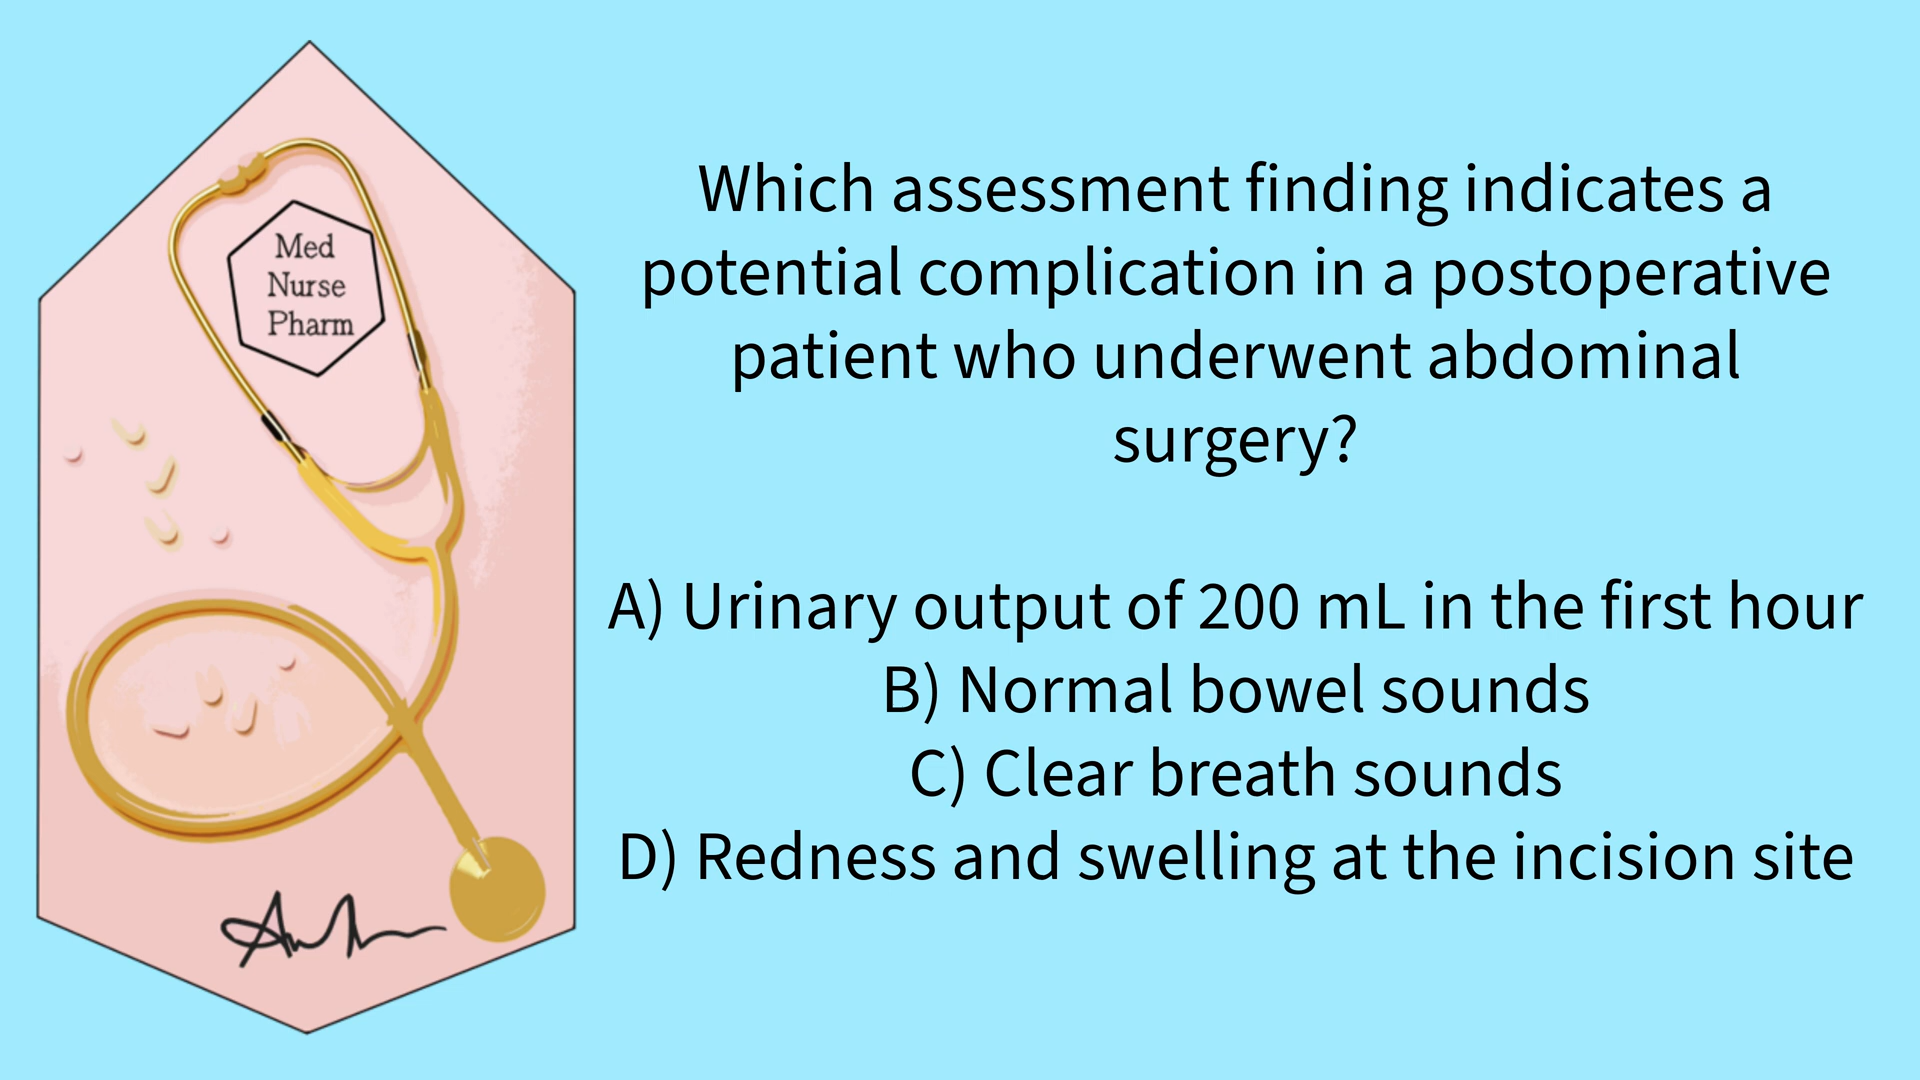 Med
Nurse
Pharm
Which assessment finding indicates a
potential complication in a postoperative
patient who underwent abdominal
surgery?
A) Urinary output of 200 mL in the first hour
B) Normal bowel sounds
C) Clear breath sounds
D) Redness and swelling at the incision site